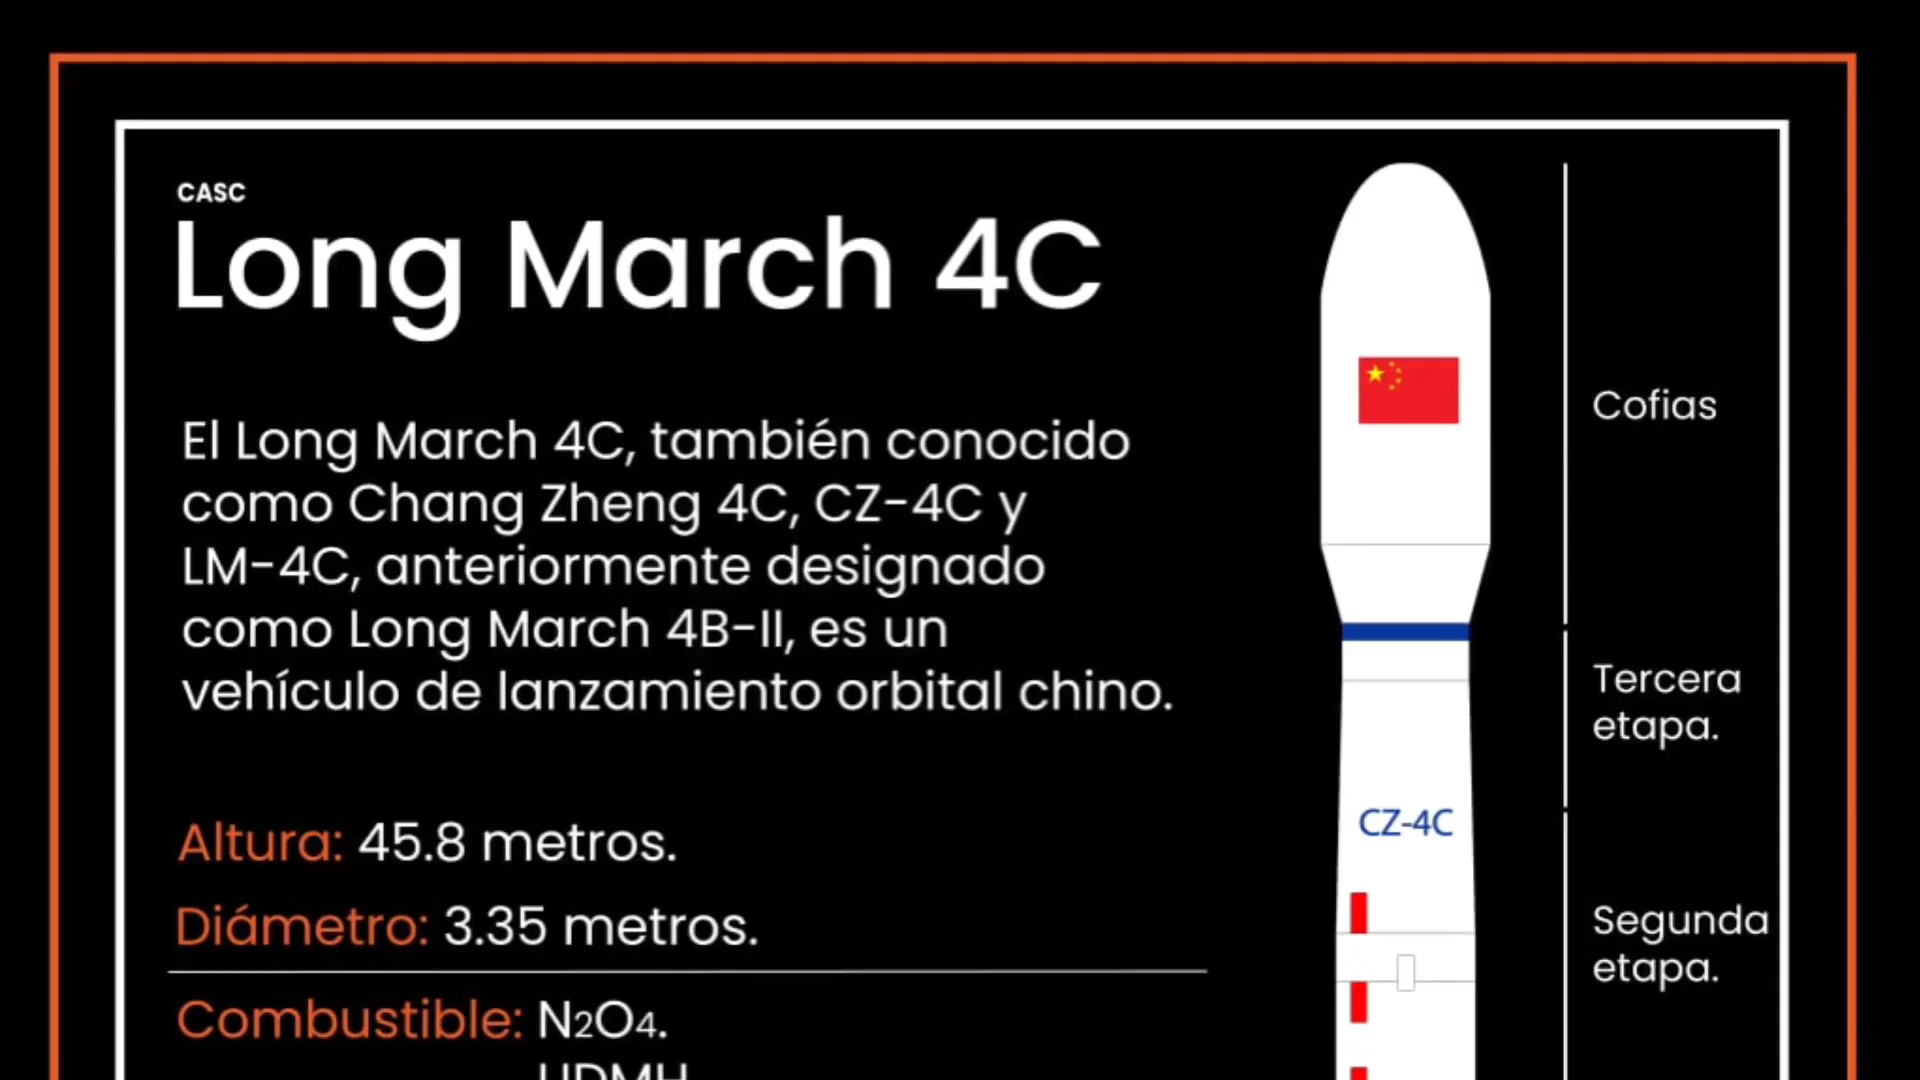 CASC
Long March 4C
El Long March 4C, también conocido
como Chang Zheng 4C, CZ-4C y
LM-4C, anteriormente designado
como Long March 4B-II, es un
vehículo de lanzamiento orbital chino.
Altura: 45.8 metros.
Diámetro: 3.35 metros.
Combustible: N2O4.
UDMH
Cofias
Tercera
etapa.
CZ-4C
Segunda
etapa.